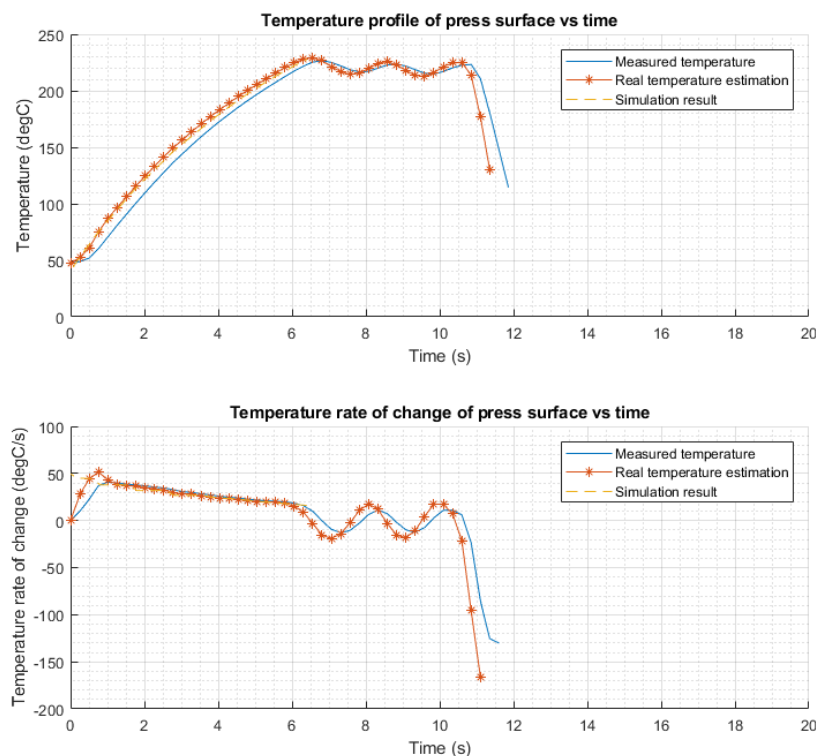 Temperature profile of press surface vs time
250
200
150
100
50
0
Temperature (degC)
Measured temperature
Real temperature estimation
Simulation result
0 2 4 6 8 10 12 14 16 18 20
Time (s)
Temperature rate of change of press surface vs time
100
50
0
-50
-100
-150
-200
Temperature rate of change (degC/s)
Measured temperature
Real temperature estimation
Simulation result
0 2 4 6 8 10 12 14 16 18 20
Time (s)